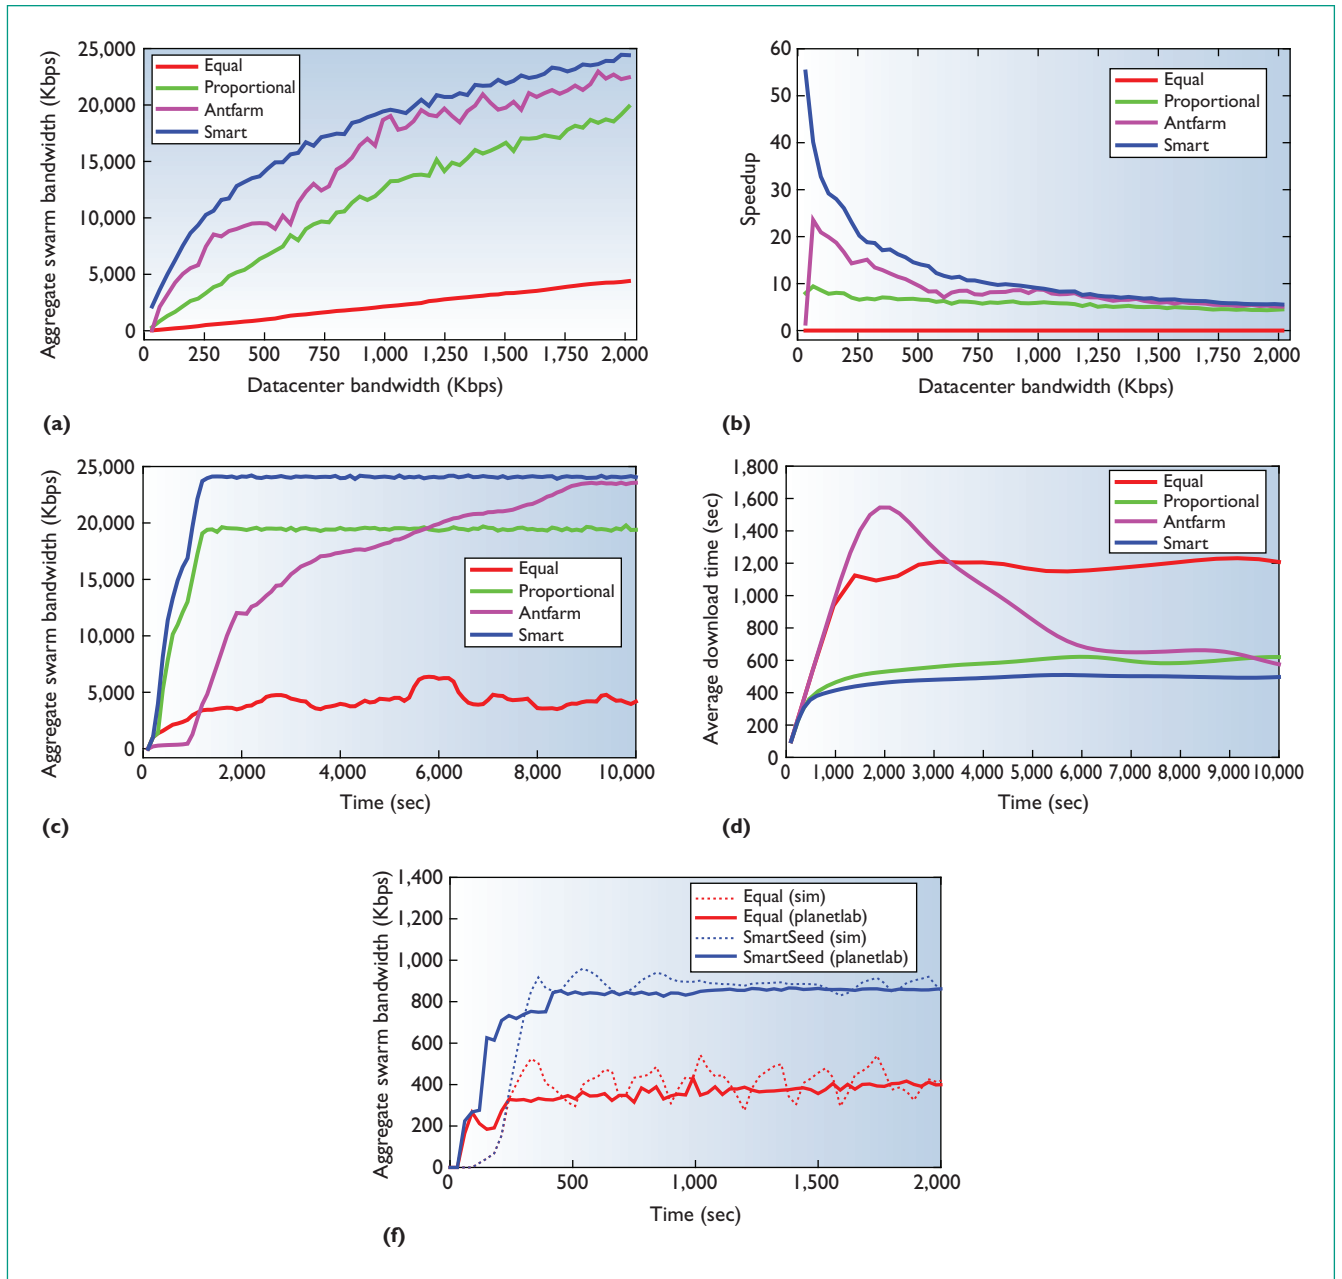 Aggregate swarm bandwidth (Kbps)
25,000
20,000
15,000
10,000
5,000
0
Equal
Proportional
Antfarm
Smart
0 250 500 750 1,000 1,250 1,500 1,750 2,000
Datacenter bandwidth (Kbps)
(a)
Speedup
60
50
40
30
20
10
0
Equal
Proportional
Antfarm
Smart
0 250 500 750 1,000 1,250 1,500 1,750 2,000
Datacenter bandwidth (Kbps)
(b)
Aggregate swarm bandwidth (Kbps)
25,000
20,000
15,000
10,000
5,000
0
Equal
Proportional
Antfarm
Smart
0 2,000 4,000 6,000 8,000 10,000
Time (sec)
(c)
Average download time (sec)
1,800
1,600
1,400
1,200
1,000
800
600
400
200
0
Equal
Proportional
Antfarm
Smart
0 1,000 2,000 3,000 4,000 5,000 6,000 7,000 8,000 9,000 10,000
Time (sec)
(d)
Aggregate swarm bandwidth (Kbps)
1,400
1,200
1,000
800
600
400
200
0
Equal (sim)
Equal (planetlab)
SmartSeed (sim)
SmartSeed (planetlab)
0 500 1,000 1,500 2,000
Time (sec)
(f)